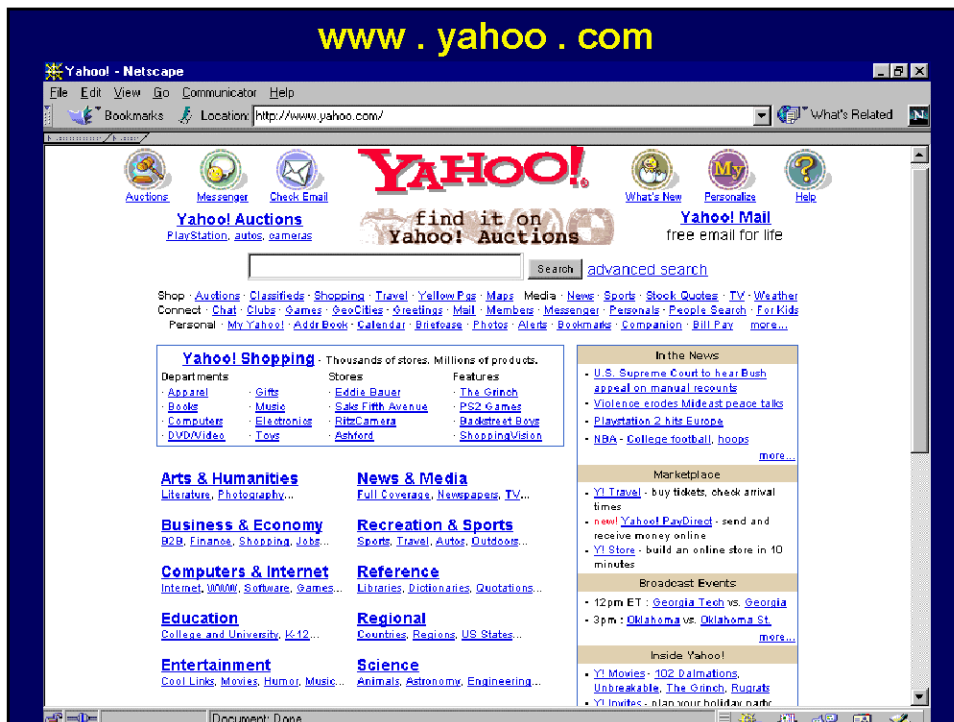 www . yahoo . com
Yahoo! - Netscape
File Edit View Go Communicator Help
Bookmarks Location: http://www.yahoo.com/ What's Related N
YAHOO!
Auctions Messenger Check Email What's New My Personalize ? Help
Yahoo! Auctions
PlayStation, autos, cameras
find it on
Yahoo! Auctions
Yahoo! Mail
free email for life
Search advanced search
Shop · Auctions · Classifieds · Shopping · Travel · Yellow Pgs · Maps Media · News · Sports · Stock Quotes · TV · Weather
Connect · Chat · Clubs · Games · GeoCities · Greetings · Mail · Members · Messenger · Personals · People Search · For Kids
Personal · My Yahoo! · Addr Book · Calendar · Briefcase · Photos · Alerts · Bookmarks · Companion · Bill Pay more...
Yahoo! Shopping - Thousands of stores. Millions of products.
Departments Stores Features
· Apparel · Gifts · Eddie Bauer · The Grinch
· Books · Music · Saks Fifth Avenue · PS2 Games
· Computers · Electronics · RitzCamera · Backstreet Boys
· DVD/Video · Toys · Ashford · ShoppingVision
Arts & Humanities
Literature, Photography...
News & Media
Full Coverage, Newspapers, TV...
Business & Economy
B2B, Finance, Shopping, Jobs...
Recreation & Sports
Sports, Travel, Autos, Outdoors...
Computers & Internet
Internet, WWW, Software, Games...
Reference
Libraries, Dictionaries, Quotations...
Education
College and University, K-12...
Regional
Countries, Regions, US States...
Entertainment
Cool Links, Movies, Humor, Music...
Science
Animals, Astronomy, Engineering...
In the News
· U.S. Supreme Court to hear Bush
appeal on manual recounts
· Violence erodes Mideast peace talks
· Playstation 2 hits Europe
· NBA - College football, hoops
more...
Marketplace
· Y! Travel - buy tickets, check arrival
times
· new! Yahoo! PayDirect - send and
receive money online
· Y! Store - build an online store in 10
minutes
Broadcast Events
· 12pm ET : Georgia Tech vs. Georgia
· 3pm : Oklahoma vs. Oklahoma St.
more...
Inside Yahoo!
· Y! Movies - 102 Dalmations,
Unbreakable, The Grinch, Rugrats
· Y! Invites - plan your holiday party
Document: Done